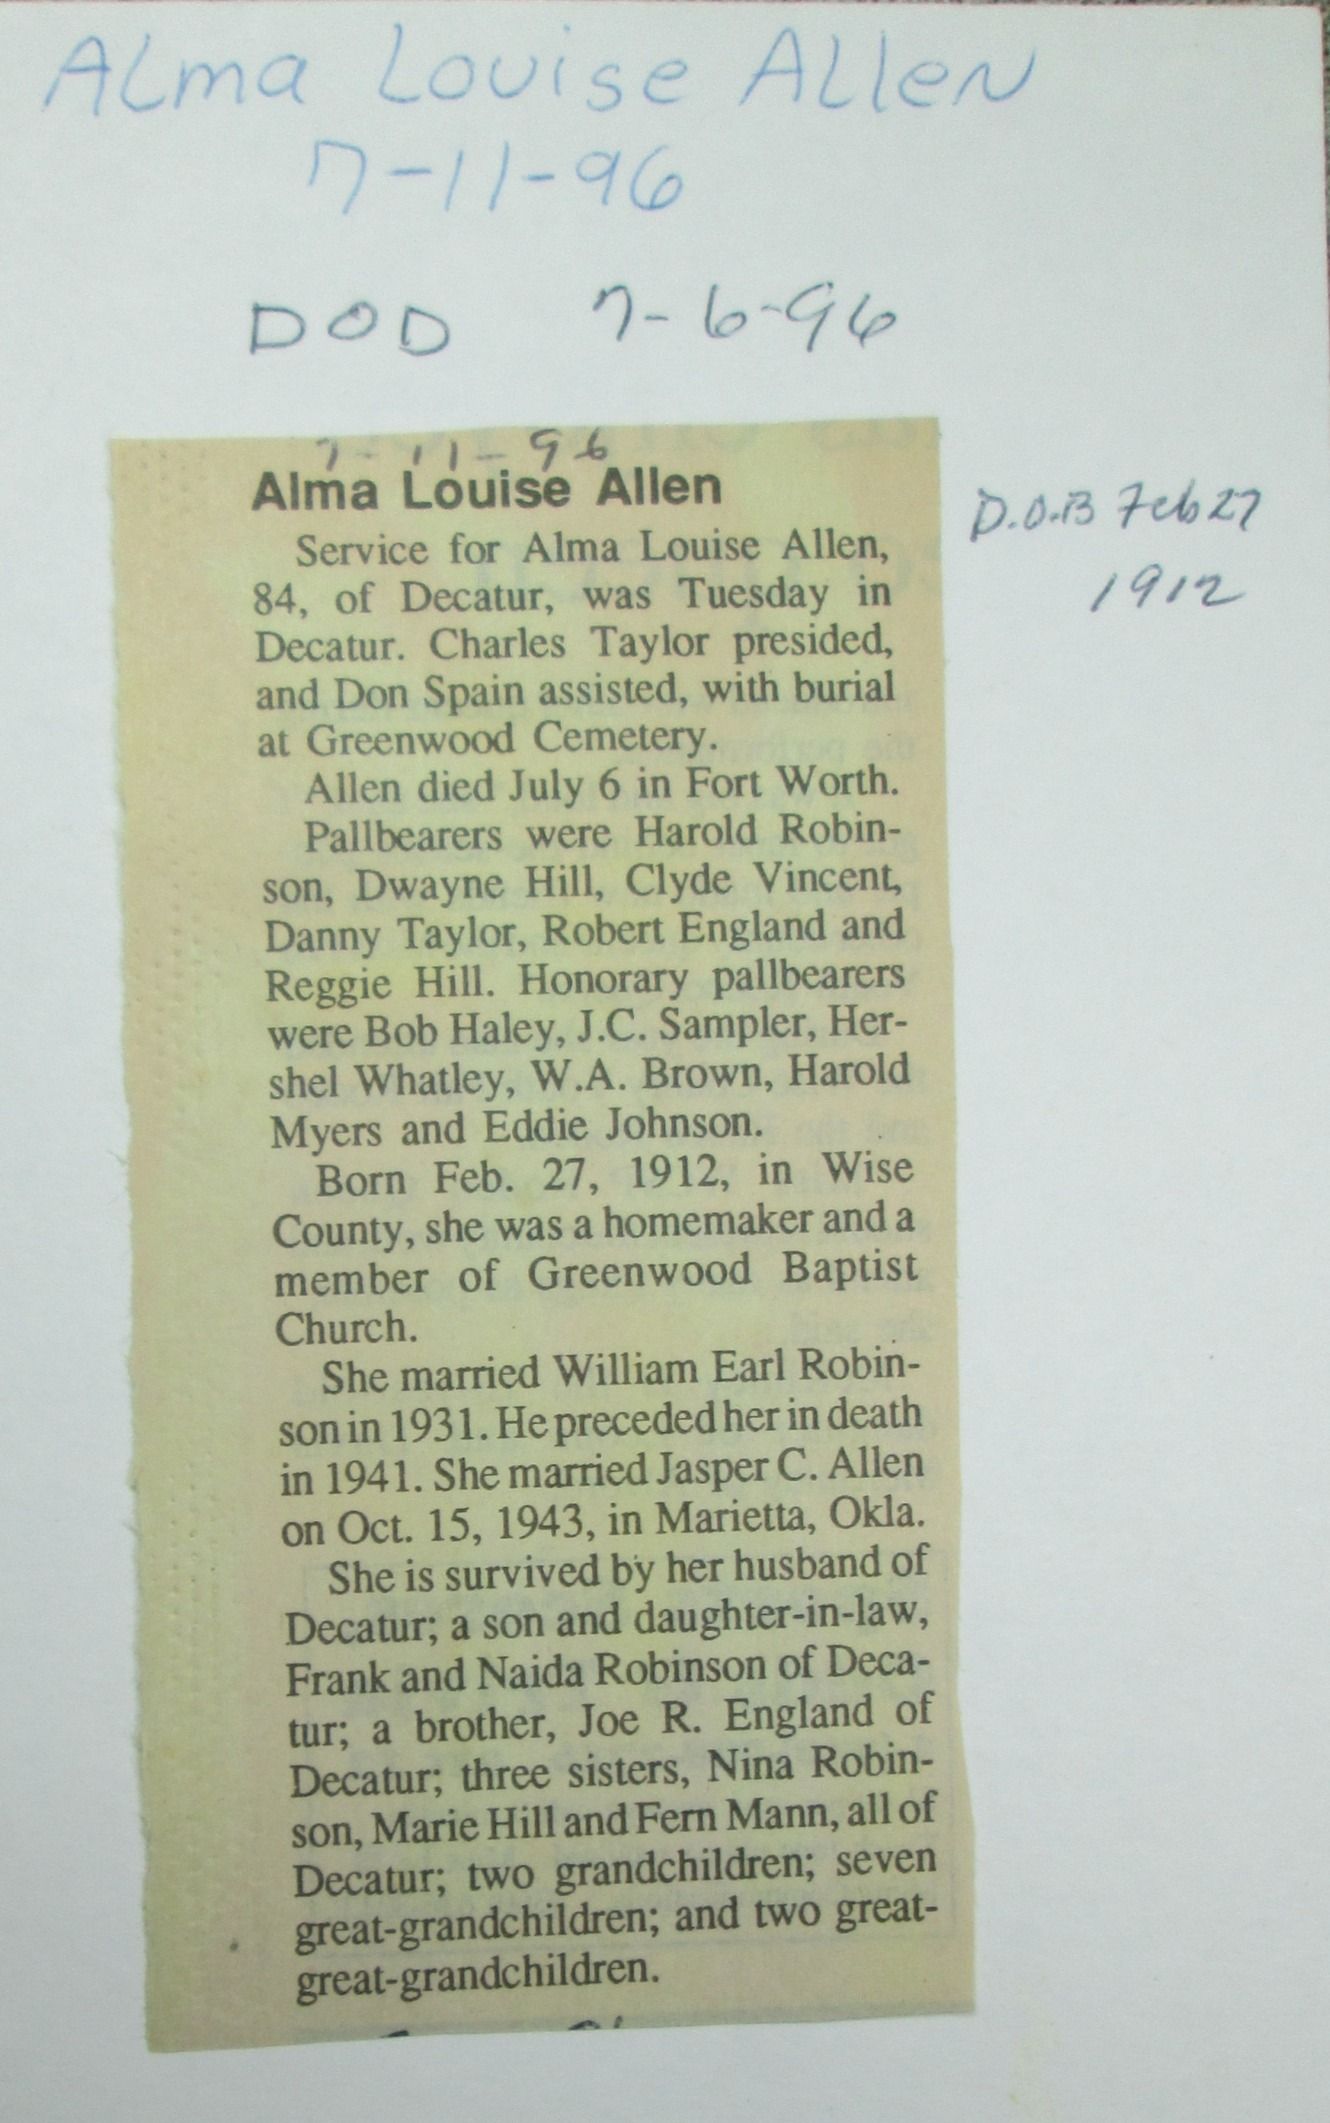 Alma Louise Allen
7-11-96
DOD 7-6-96
7-11-96
Alma Louise Allen
D.O.B Feb 27
1912
Service for Alma Louise Allen,
84, of Decatur, was Tuesday in
Decatur. Charles Taylor presided,
and Don Spain assisted, with burial
at Greenwood Cemetery.
Allen died July 6 in Fort Worth.
Pallbearers were Harold Robin-
son, Dwayne Hill, Clyde Vincent,
Danny Taylor, Robert England and
Reggie Hill. Honorary pallbearers
were Bob Haley, J.C. Sampler, Her-
shel Whatley, W.A. Brown, Harold
Myers and Eddie Johnson.
Born Feb. 27, 1912, in Wise
County, she was a homemaker and a
member of Greenwood Baptist
Church.
She married William Earl Robin-
son in 1931. He preceded her in death
in 1941. She married Jasper C. Allen
on Oct. 15, 1943, in Marietta, Okla.
She is survived by her husband of
Decatur; a son and daughter-in-law,
Frank and Naida Robinson of Deca-
tur; a brother, Joe R. England of
Decatur; three sisters, Nina Robin-
son, Marie Hill and Fern Mann, all of
Decatur; two grandchildren; seven
great-grandchildren; and two great-
great-grandchildren.